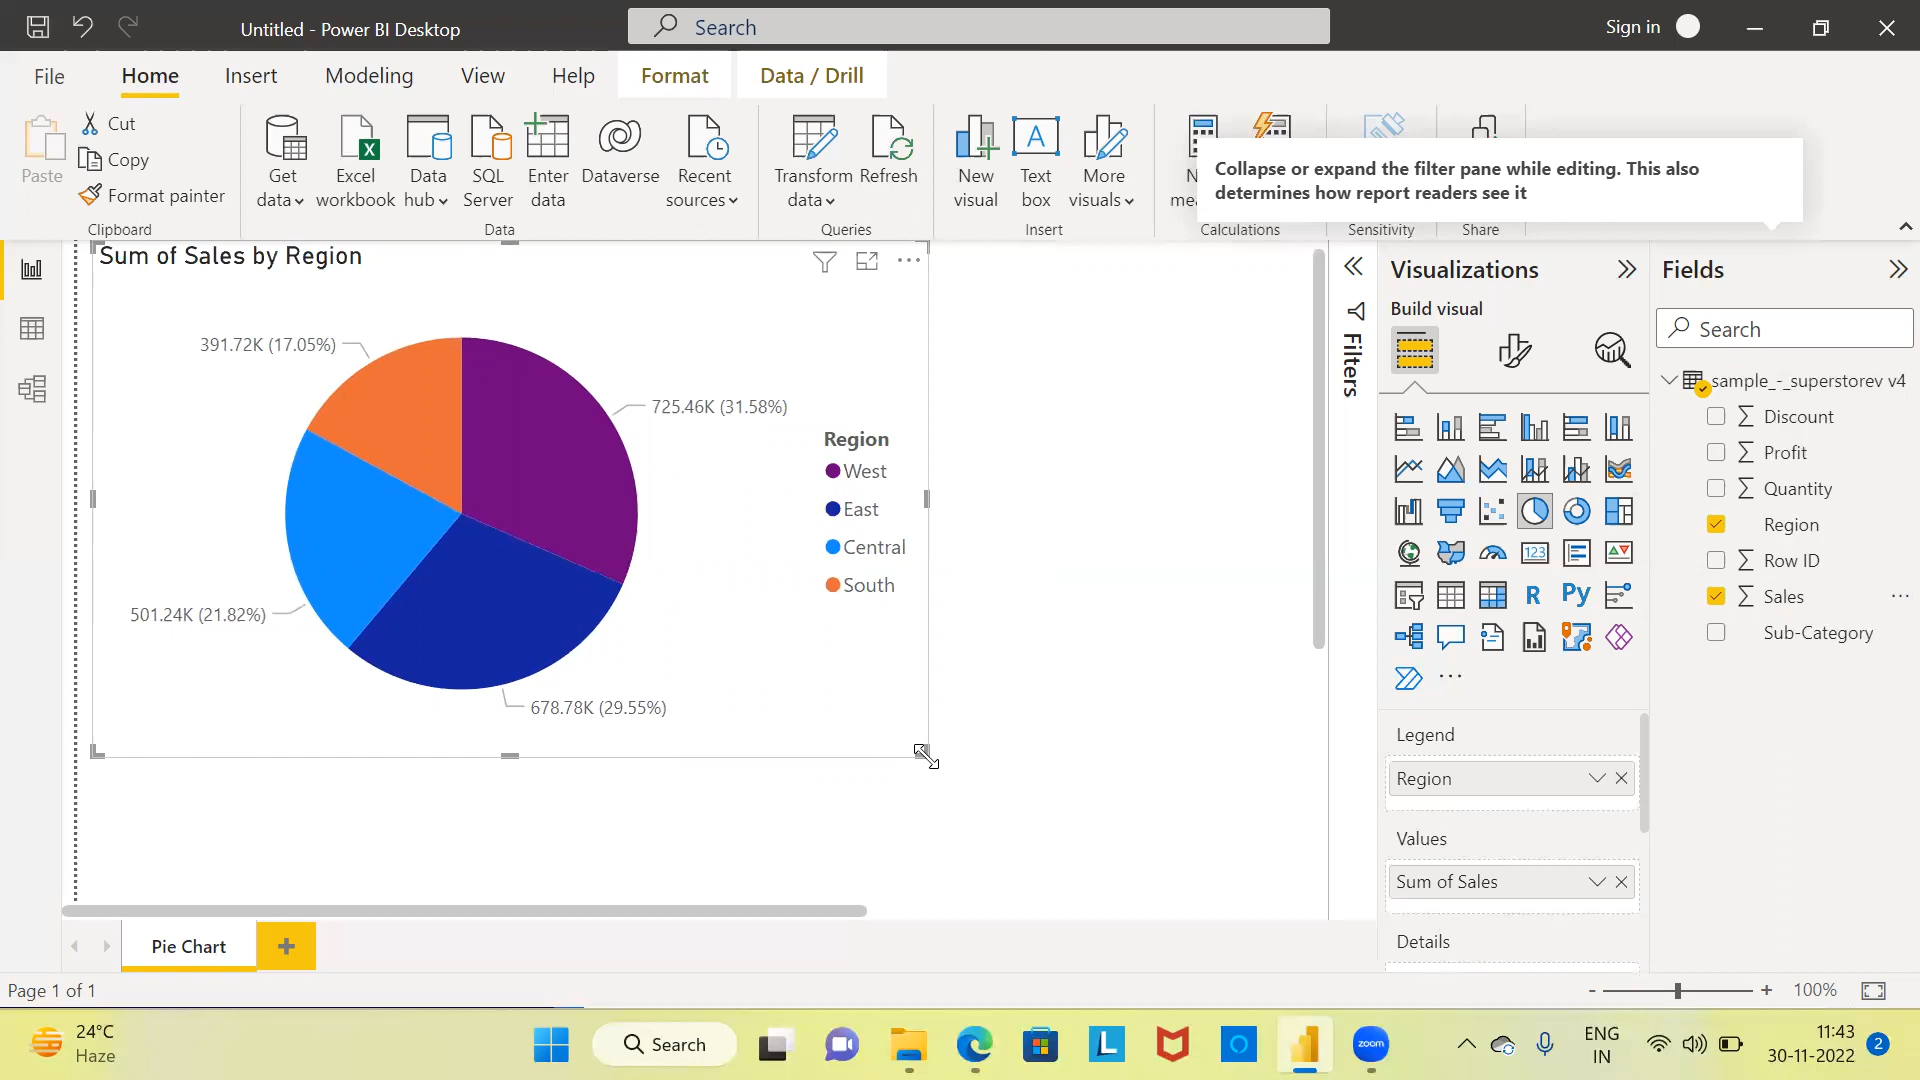 Untitled - Power BI Desktop
Search
Sign in
File
Home
Insert
Modeling
View
Help
Format
Data / Drill
Paste
Cut
Copy
Format painter
Clipboard
Get data
Excel workbook
Data hub
SQL Server
Enter data
Dataverse
Recent sources
Data
Transform data
Refresh
Queries
New visual
A
Text box
More visuals
Insert
Calculations
Sensitivity
Share
Collapse or expand the filter pane while editing. This also
determines how report readers see it
Sum of Sales by Region
391.72K (17.05%)
725.46K (31.58%)
501.24K (21.82%)
678.78K (29.55%)
Region
West
East
Central
South
Filters
Visualizations
Build visual
123
R
Py
Legend
Region
Values
Sum of Sales
Details
Fields
Search
sample_-_superstorev v4
Discount
Profit
Quantity
Region
Row ID
Sales
Sub-Category
Pie Chart
Page 1 of 1
- + 100%
24°C
Haze
Search
L
zoom
ENG
IN
11:43
30-11-2022
2